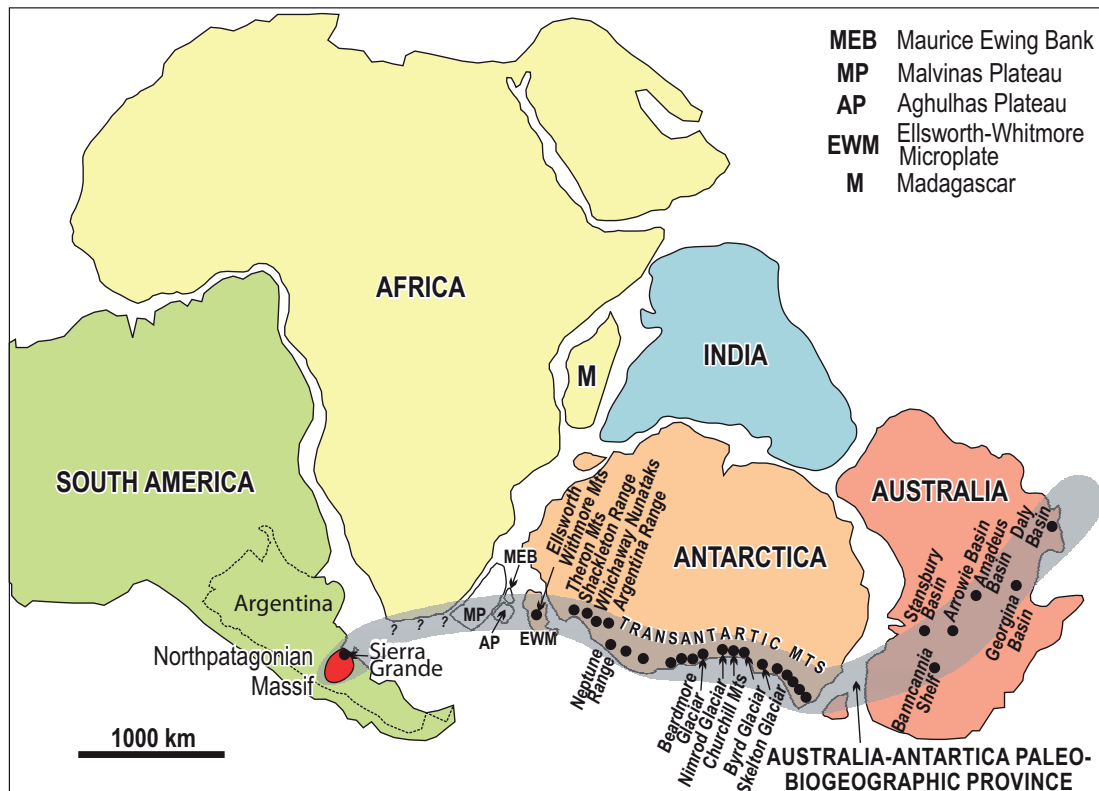 MEB Maurice Ewing Bank
MP Malvinas Plateau
AP Aghulhas Plateau
EWM Ellsworth-Whitmore
Microplate
M Madagascar
AFRICA
INDIA
M
SOUTH AMERICA
AUSTRALIA
ANTARCTICA
Argentina
Northpatagonian
Massif
Sierra
Grande
? ? ?
MP
AP
MEB
EWM
Ellsworth
Withmore Mts
Theron Mts
Shackleton Range
Whichaway Nunataks
Argentina Range
TRANSANTARTIC MTS
Neptune
Range
Beardmore
Glaciar
Nimrod Glaciar
Churchill Mts
Byrd Glaciar
Skelton Glaciar
Stansbury
Basin
Arrowie Basin
Amadeus
Basin
Daly
Basin
Georgina
Basin
Banncannia
Shelf
1000 km
AUSTRALIA-ANTARTICA PALEO-
BIOGEOGRAPHIC PROVINCE